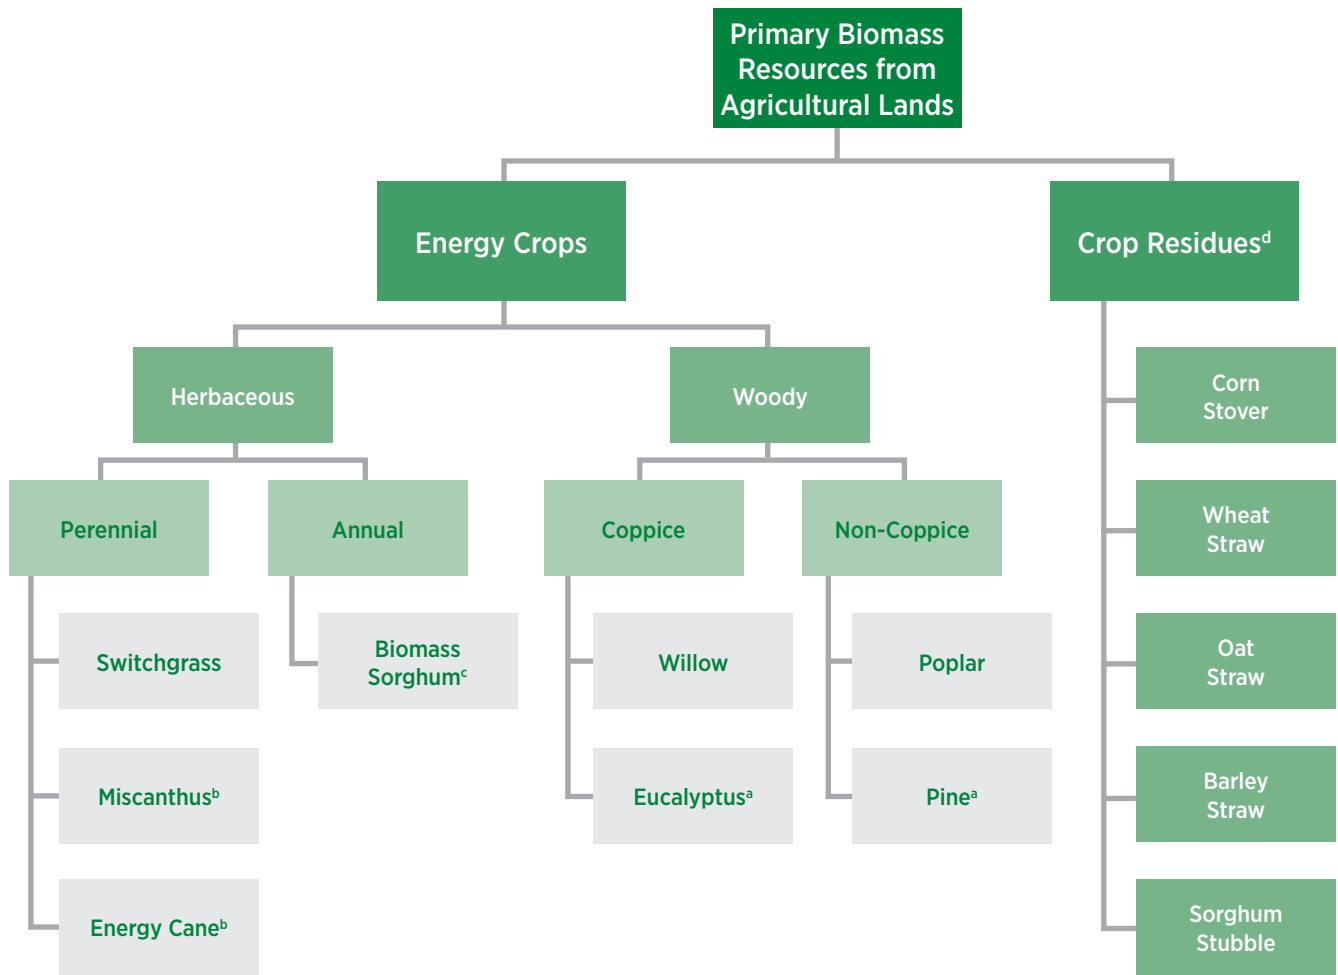 Primary Biomass
Resources from
Agricultural Lands
Energy Crops
Crop Residuesᵈ
Herbaceous
Woody
Corn
Stover
Perennial
Annual
Coppice
Non-Coppice
Wheat
Straw
Switchgrass
Biomass
Sorghumᶜ
Willow
Poplar
Oat
Straw
Miscanthusᵇ
Eucalyptusᵃ
Pineᵃ
Barley
Straw
Energy Caneᵇ
Sorghum
Stubble